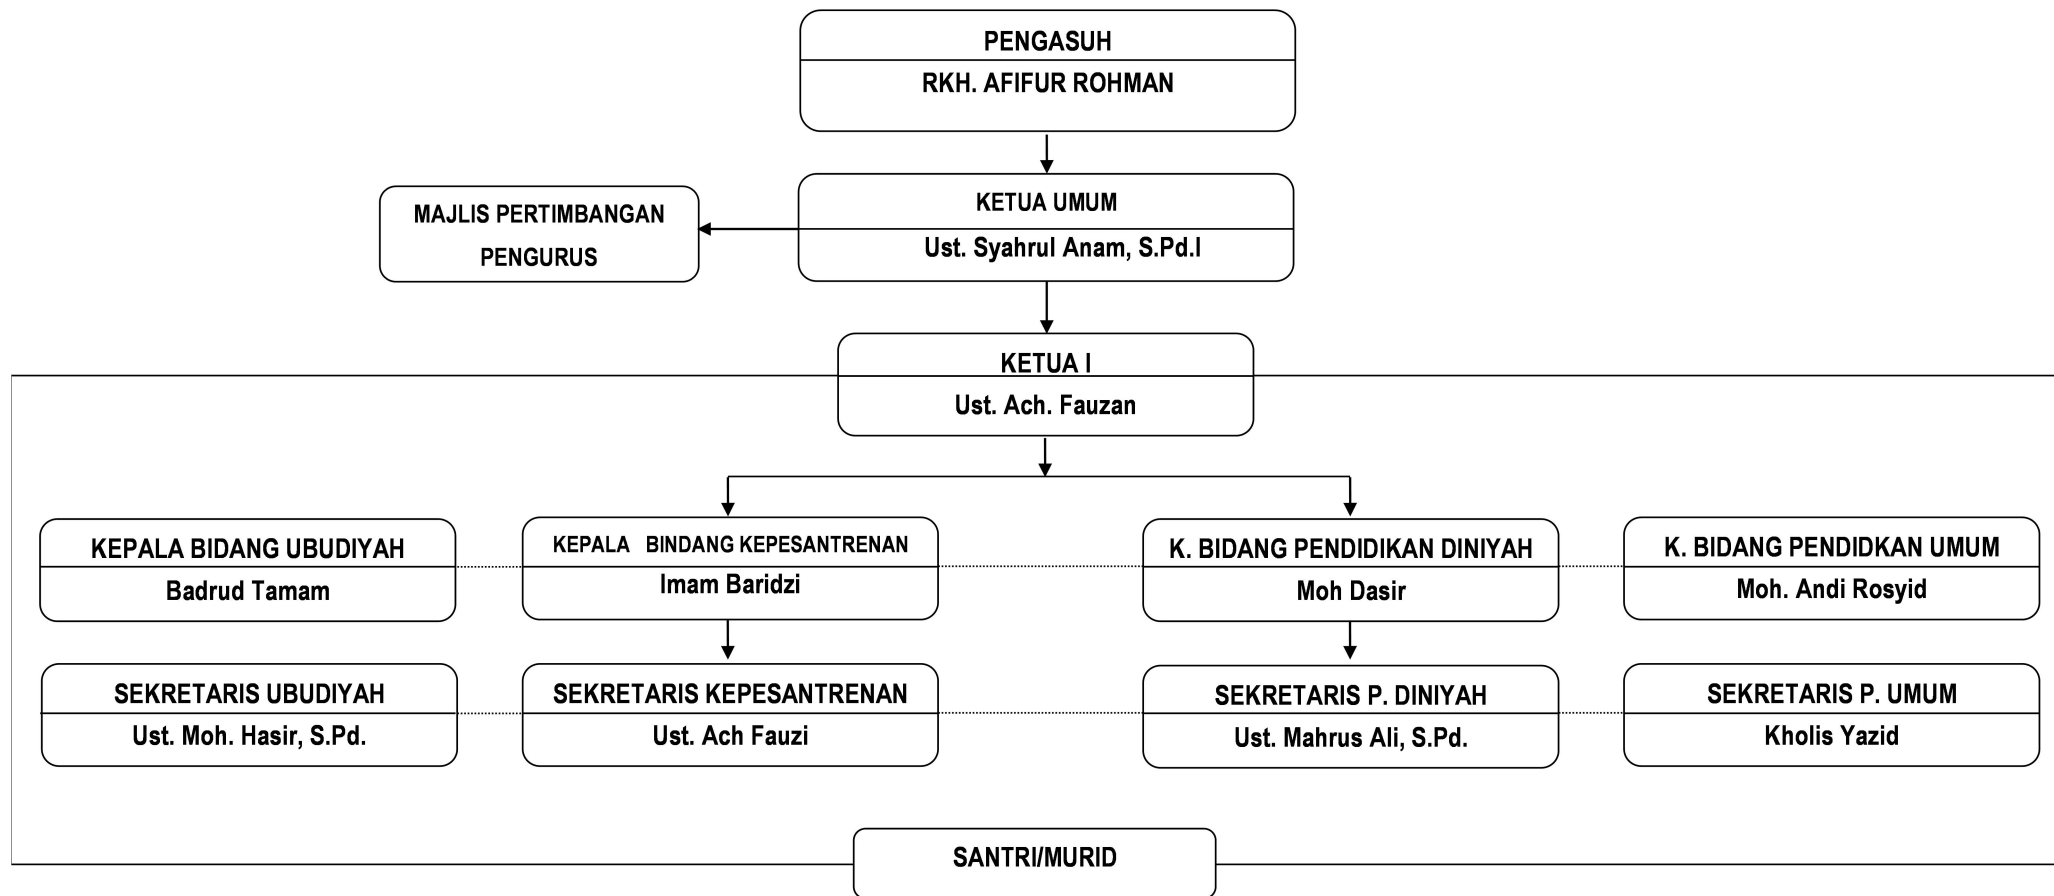 PENGASUH
RKH. AFIFUR ROHMAN
KETUA UMUM
Ust. Syahrul Anam, S.Pd.I
MAJLIS PERTIMBANGAN
PENGURUS
KETUA I
Ust. Ach. Fauzan
KEPALA BIDANG UBUDIYAH
Badrud Tamam
KEPALA BINDANG KEPESANTRENAN
Imam Baridzi
K. BIDANG PENDIDIKAN DINIYAH
Moh Dasir
K. BIDANG PENDIDKAN UMUM
Moh. Andi Rosyid
SEKRETARIS UBUDIYAH
Ust. Moh. Hasir, S.Pd.
SEKRETARIS KEPESANTRENAN
Ust. Ach Fauzi
SEKRETARIS P. DINIYAH
Ust. Mahrus Ali, S.Pd.
SEKRETARIS P. UMUM
Kholis Yazid
SANTRI/MURID